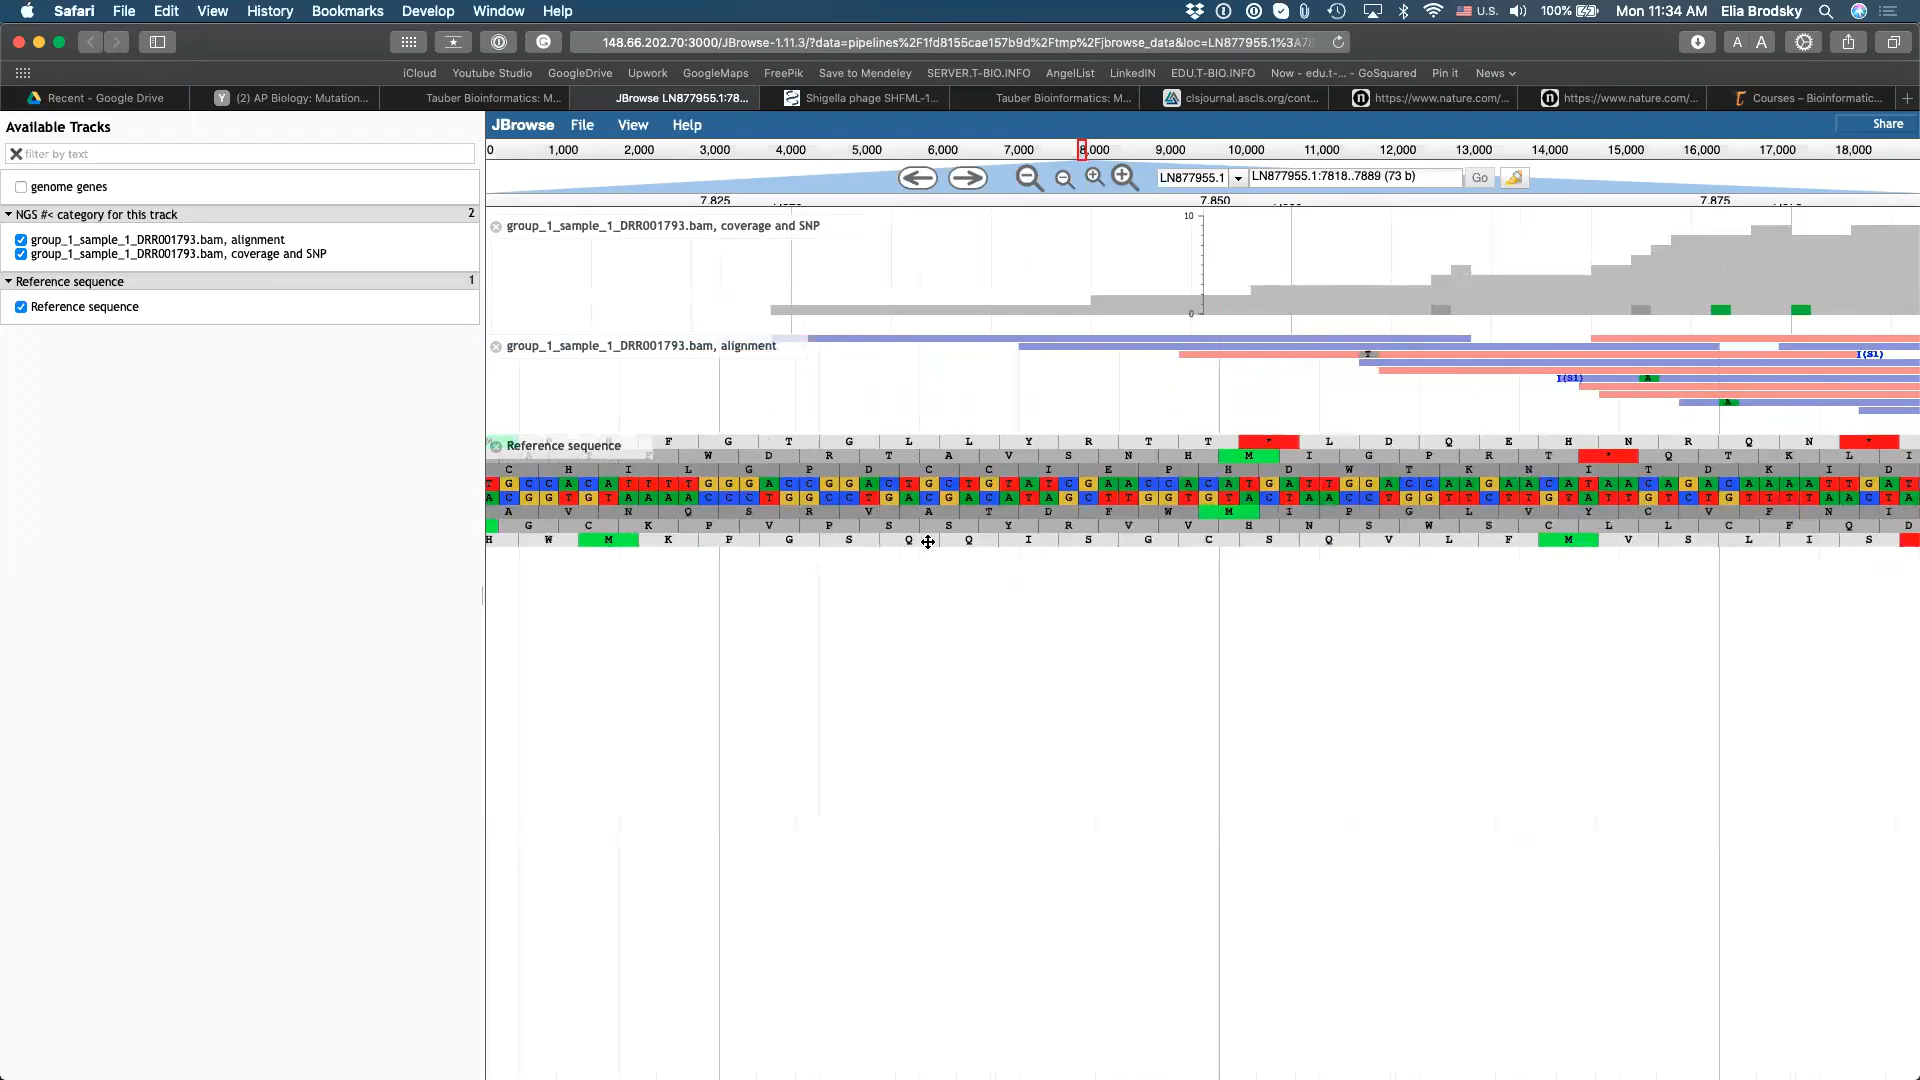 Safari File Edit View History Bookmarks Develop Window Help U.S. 100% Mon 11:34 AM Elia Brodsky
148.66.202.70:3000/JBrowse-1.11.3/?data=pipelines%2F1fd8155cae157b9d%2Ftmp%2Fjbrowse_data&loc=LN877955.1%3A78 A A
iCloud Youtube Studio GoogleDrive Upwork GoogleMaps FreePik Save to Mendeley SERVER.T-BIO.INFO AngelList LinkedIN EDU.T-BIO.INFO Now - edu.t-... - GoSquared Pin it News
Recent - Google Drive (2) AP Biology: Mutation... Tauber Bioinformatics: M... JBrowse LN877955.1:78... Shigella phage SHFML-1... Tauber Bioinformatics: M... clsjournal.ascls.org/cont... https://www.nature.com/... https://www.nature.com/... Courses – Bioinformatic...
Available Tracks
filter by text
genome genes
NGS #< category for this track 2
group_1_sample_1_DRR001793.bam, alignment
group_1_sample_1_DRR001793.bam, coverage and SNP
Reference sequence 1
Reference sequence
JBrowse File View Help Share
0 1,000 2,000 3,000 4,000 5,000 6,000 7,000 8,000 9,000 10,000 11,000 12,000 13,000 14,000 15,000 16,000 17,000 18,000
LN877955.1 LN877955.1:7818..7889 (73 b) Go
7,825 7,850 7,875
group_1_sample_1_DRR001793.bam, coverage and SNP
10
0
group_1_sample_1_DRR001793.bam, alignment
T I(S1)
I(S1) A
A
Reference sequence F G T G L L Y R T T * L D Q E H N R Q N *
W D R T A V S N H M I G P R T * Q T K L I
C H I L G P D C C I E P H D W T K N I T D K I D
T G C C A C A T T T T G G G A C C G G A C T G C T G T A T C G A A C C A C A T G A T T G G A C C A A G A A C A T A A C A G A C A A A A T T G A T
A C G G T G T A A A A C C C T G G C C T G A C G A C A T A G C T T G G T G T A C T A A C C T G G T T C T T G T A T T G T C T G T T T T A A C T A
A V N Q S R V A T D F W M I P G L V Y C V F N I
G C K P V P S S Y R V V H N S W S C L L C F Q D
H W M K P G S Q Q I S G C S Q V L F M V S L I S